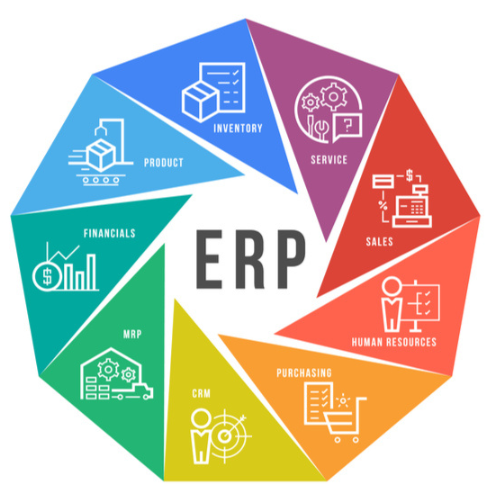 INVENTORY
SERVICE
PRODUCT
SALES
FINANCIALS
ERP
HUMAN RESOURCES
MRP
PURCHASING
CRM
$
%
?
$